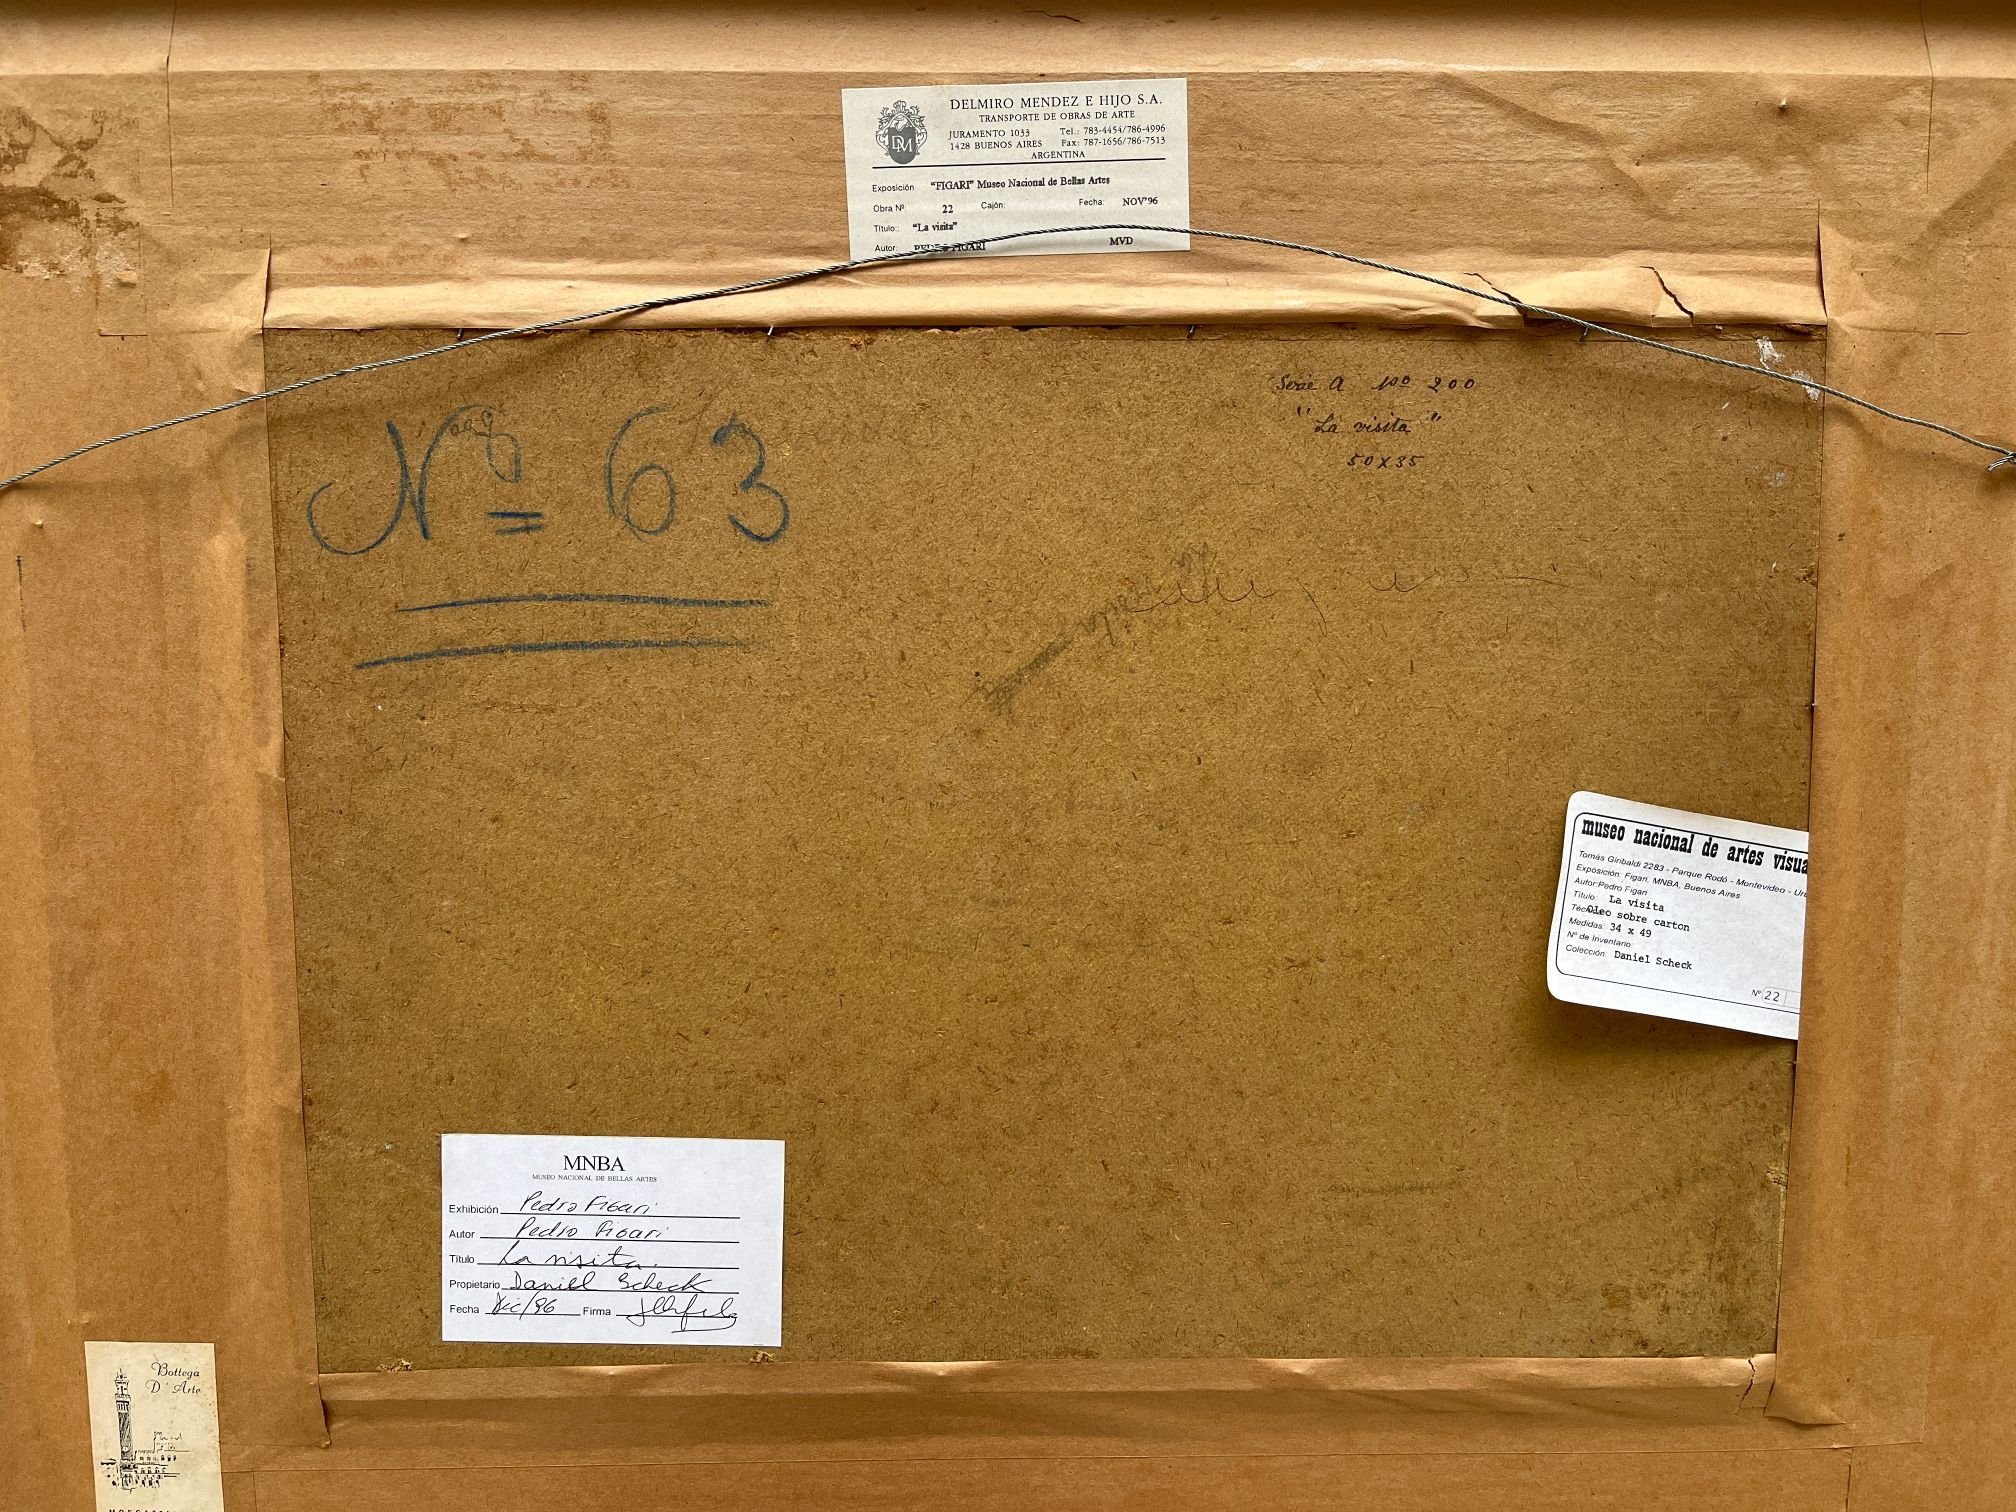 DELMIRO MENDEZ E HIJO S.A.
TRANSPORTE DE OBRAS DE ARTE
JURAMENTO 1033 Tel.: 783-4454/786-4996
1428 BUENOS AIRES Fax: 787-1656/786-7513
ARGENTINA
DM
Exposición "FIGARI" Museo Nacional de Bellas Artes
Obra Nº 22 Cajón: Fecha: NOV'96
Título: "La visita"
Autor: PEDRO FIGARI MVD
Nº 63
Serie A nº 200
"La visita"
50x35
museo nacional de artes visua
Tomás Giribaldi 2283 - Parque Rodó - Montevideo - Uru
Exposición: Figari, MNBA, Buenos Aires
Autor: Pedro Figari
Título: La visita
Oleo sobre carton
Medidas: 34 x 49
Nº de Inventario:
Colección: Daniel Scheck
Nº 22
MNBA
MUSEO NACIONAL DE BELLAS ARTES
Exhibición Pedro Figari
Autor Pedro Figari
Título La visita.
Propietario Daniel Scheck
Fecha Dic/96 Firma
Bottega
D'Arte